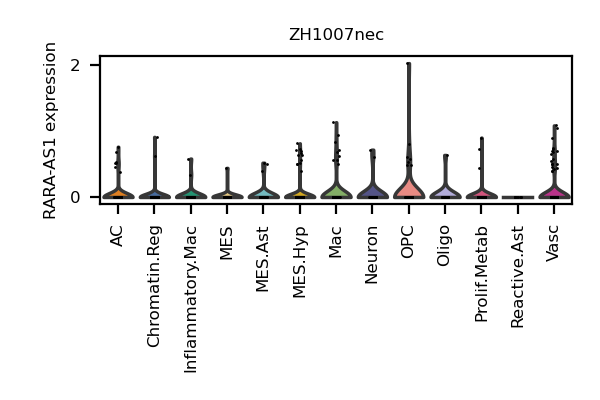 ZH1007nec
RARA-AS1 expression
2
0
AC
Chromatin.Reg
Inflammatory.Mac
MES
MES.Ast
MES.Hyp
Mac
Neuron
OPC
Oligo
Prolif.Metab
Reactive.Ast
Vasc